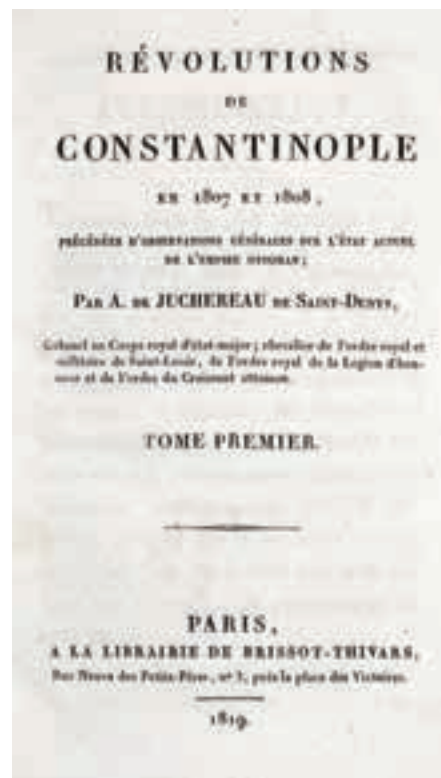 RÉVOLUTIONS
DE
CONSTANTINOPLE
EN 1807 ET 1808,
PRÉCÉDÉES D'OBSERVATIONS GÉNÉRALES SUR L'ÉTAT ACTUEL
DE L'EMPIRE OTTOMAN;
PAR A. DE JUCHEREAU DE SAINT-DENYS,
Colonel au Corps royal d'état-major; chevalier de l'ordre royal et
militaire de Saint-Louis, de l'ordre royal de la Légion d'hon-
neur et de l'ordre du Croissant ottoman.
TOME PREMIER.
PARIS,
A LA LIBRAIRIE DE BRISSOT-THIVARS,
Rue Neuve des Petits-Pères, nº 3, près la place des Victoires.
1819.